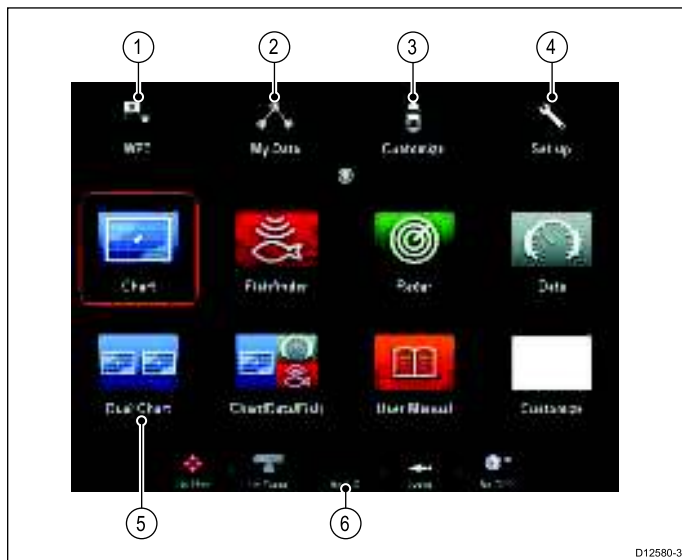 1 2 3 4
WPT My Data Customize Set-up
Chart Fishfinder Radar Data
Dual Chart Chart/Data/Fish User Manual Customize
5 6
D12580-3